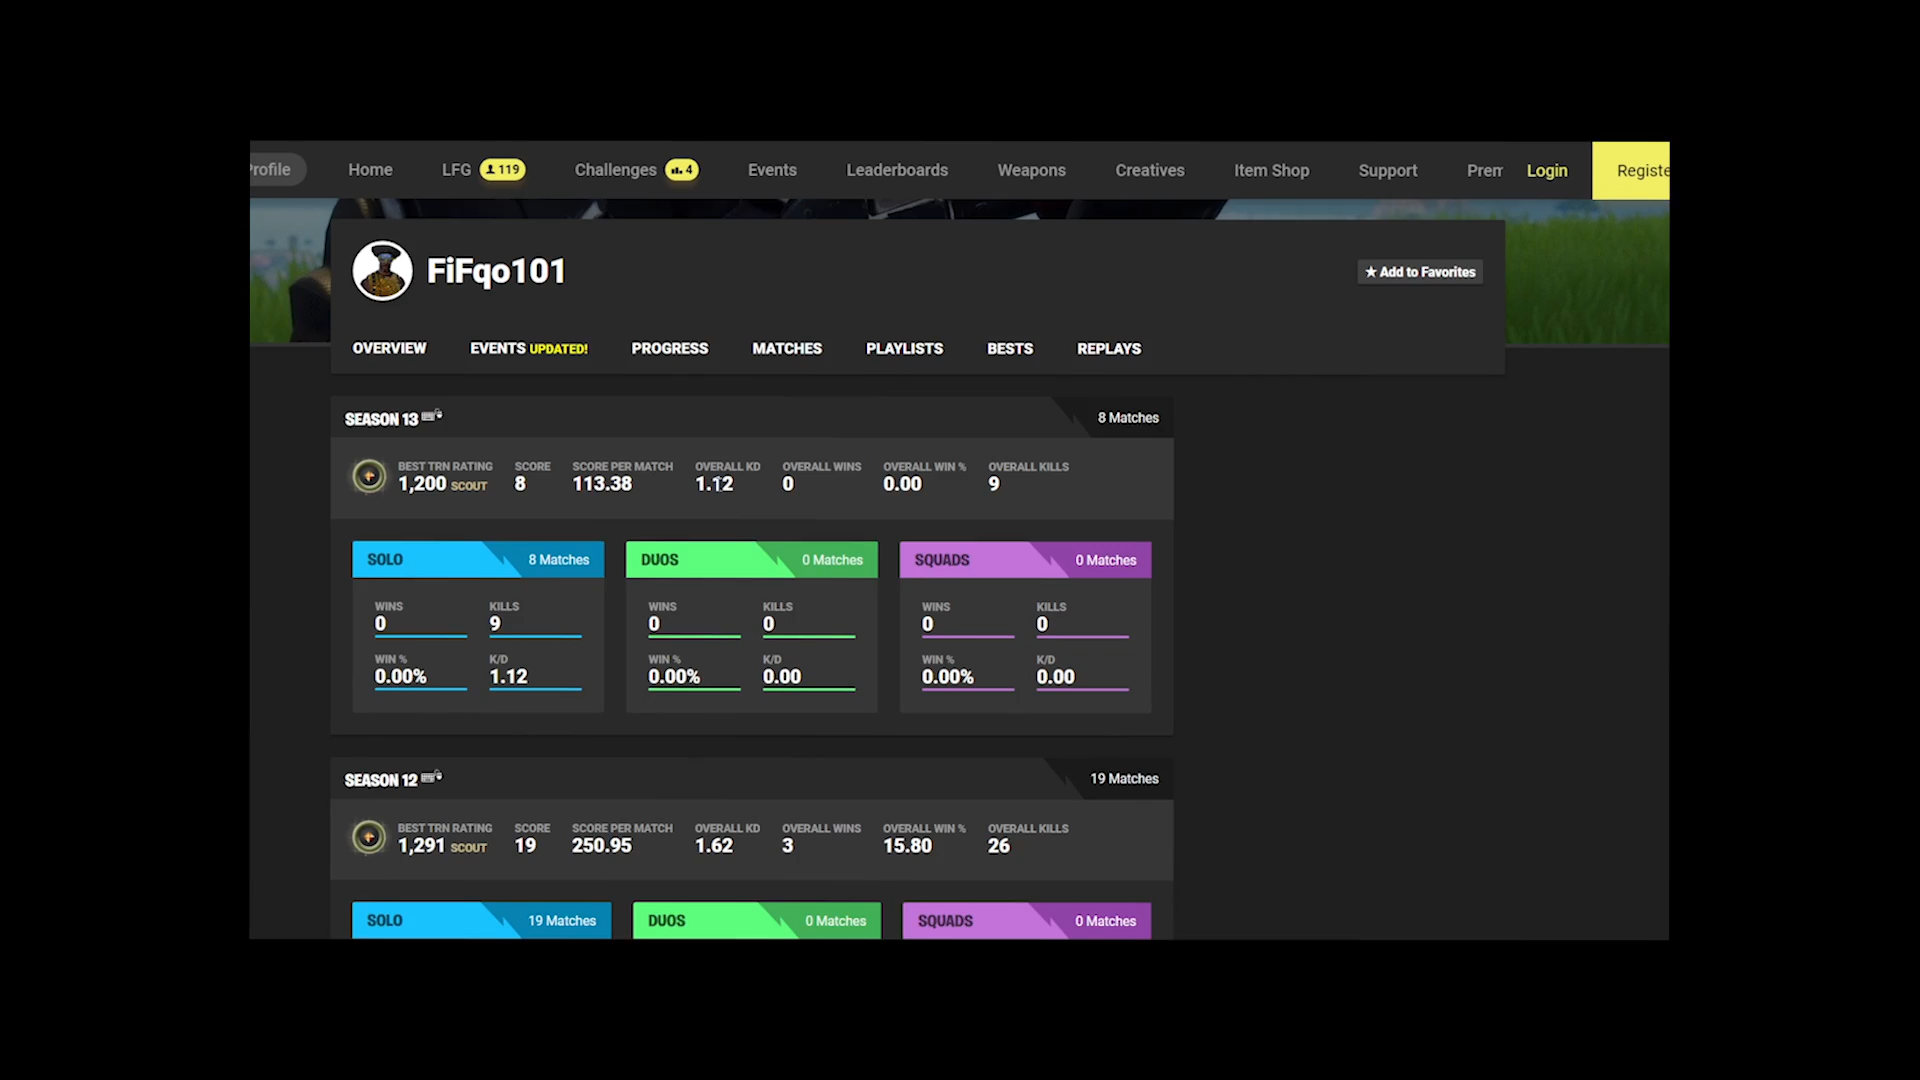 Profile Home LFG 119 Challenges 4 Events Leaderboards Weapons Creatives Item Shop Support Prem Login Registe
FiFqo101
★ Add to Favorites
OVERVIEW EVENTS UPDATED! PROGRESS MATCHES PLAYLISTS BESTS REPLAYS
SEASON 13 8 Matches
BEST TRN RATING SCORE SCORE PER MATCH OVERALL KD OVERALL WINS OVERALL WIN % OVERALL KILLS
1,200 SCOUT 8 113.38 1.12 0 0.00 9
SOLO 8 Matches DUOS 0 Matches SQUADS 0 Matches
WINS KILLS WINS KILLS WINS KILLS
0 9 0 0 0 0
WIN % K/D WIN % K/D WIN % K/D
0.00% 1.12 0.00% 0.00 0.00% 0.00
SEASON 12 19 Matches
BEST TRN RATING SCORE SCORE PER MATCH OVERALL KD OVERALL WINS OVERALL WIN % OVERALL KILLS
1,291 SCOUT 19 250.95 1.62 3 15.80 26
SOLO 19 Matches DUOS 0 Matches SQUADS 0 Matches